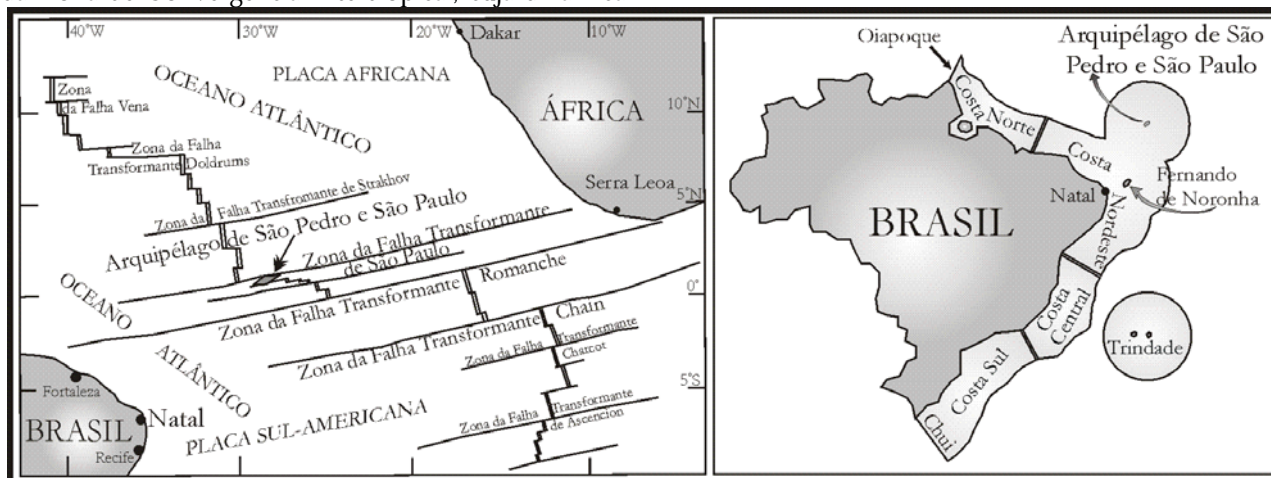 40°W
30°W
20°W
10°W
Dakar
PLACA AFRICANA
OCEANO ATLÂNTICO
Zona
da Falha Vena
ÁFRICA
10°N
Zona da Falha
Transformante Doldrums
Serra Leoa
5°N
Zona da Falha Transfromante de Strakhov
Arquipélago de São Pedro e São Paulo
Zona da Falha Transformante
de São Paulo
OCEANO
ATLÂNTICO
0°
Zona da Falha Transformante Romanche
Zona da Falha Transformante Chain
Zona da Falha Transformante
Charcot
5°S
Fortaleza
BRASIL
Natal
Recife
PLACA SUL-AMERICANA
Zona da Falha Transformante
de Ascencion
Oiapoque
Arquipélago de São
Pedro e São Paulo
Costa Norte
Costa
Nordeste
Natal
Fernando
de Noronha
BRASIL
Costa
Central
Trindade
Costa Sul
Chui